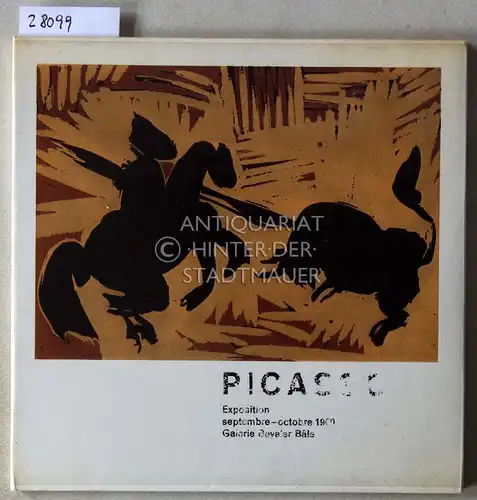 28099
ANTIQUARIAT
© ·HINTER·DER·
STADTMAUER
PICASSO
Exposition
septembre–octobre
Galerie Beyeler Bâle